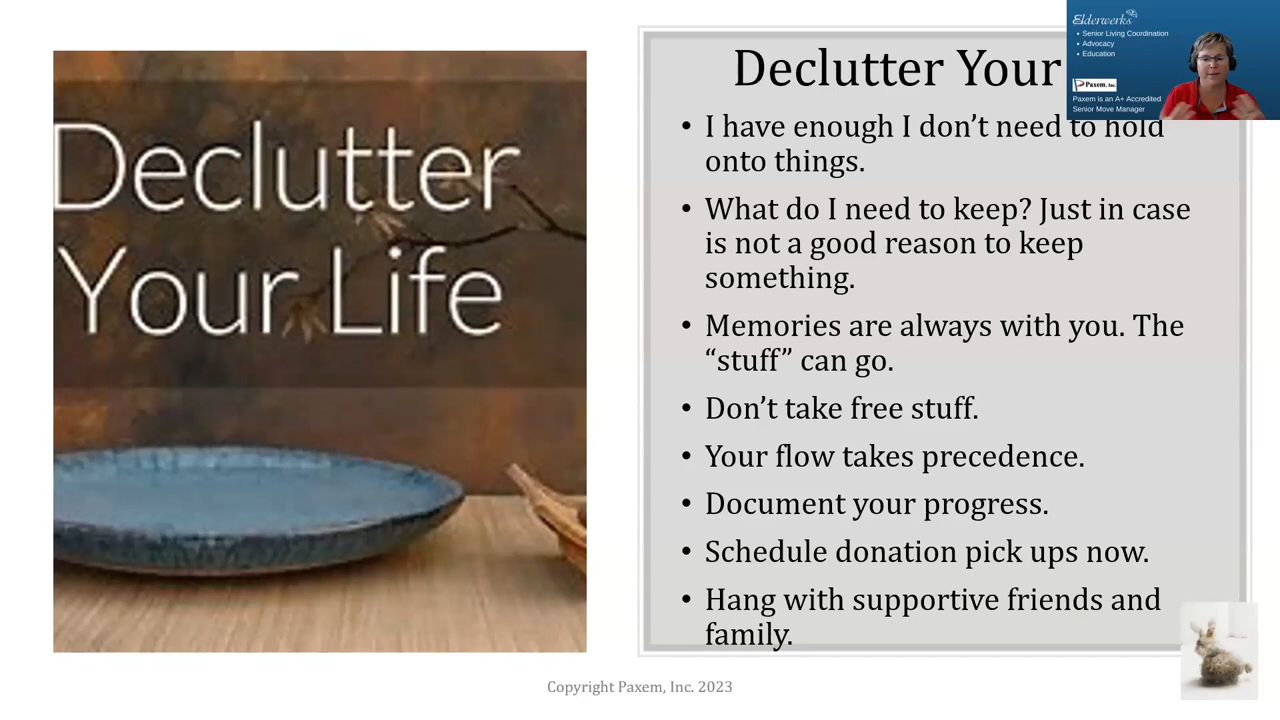 Declutter
Your Life
Declutter Your
• I have enough I don’t need to hold
onto things.
• What do I need to keep? Just in case
is not a good reason to keep
something.
• Memories are always with you. The
“stuff” can go.
• Don’t take free stuff.
• Your flow takes precedence.
• Document your progress.
• Schedule donation pick ups now.
• Hang with supportive friends and
family.
Elderwerks
• Senior Living Coordination
• Advocacy
• Education
Paxem, Inc.
Paxem is an A+ Accredited
Senior Move Manager
Copyright Paxem, Inc. 2023